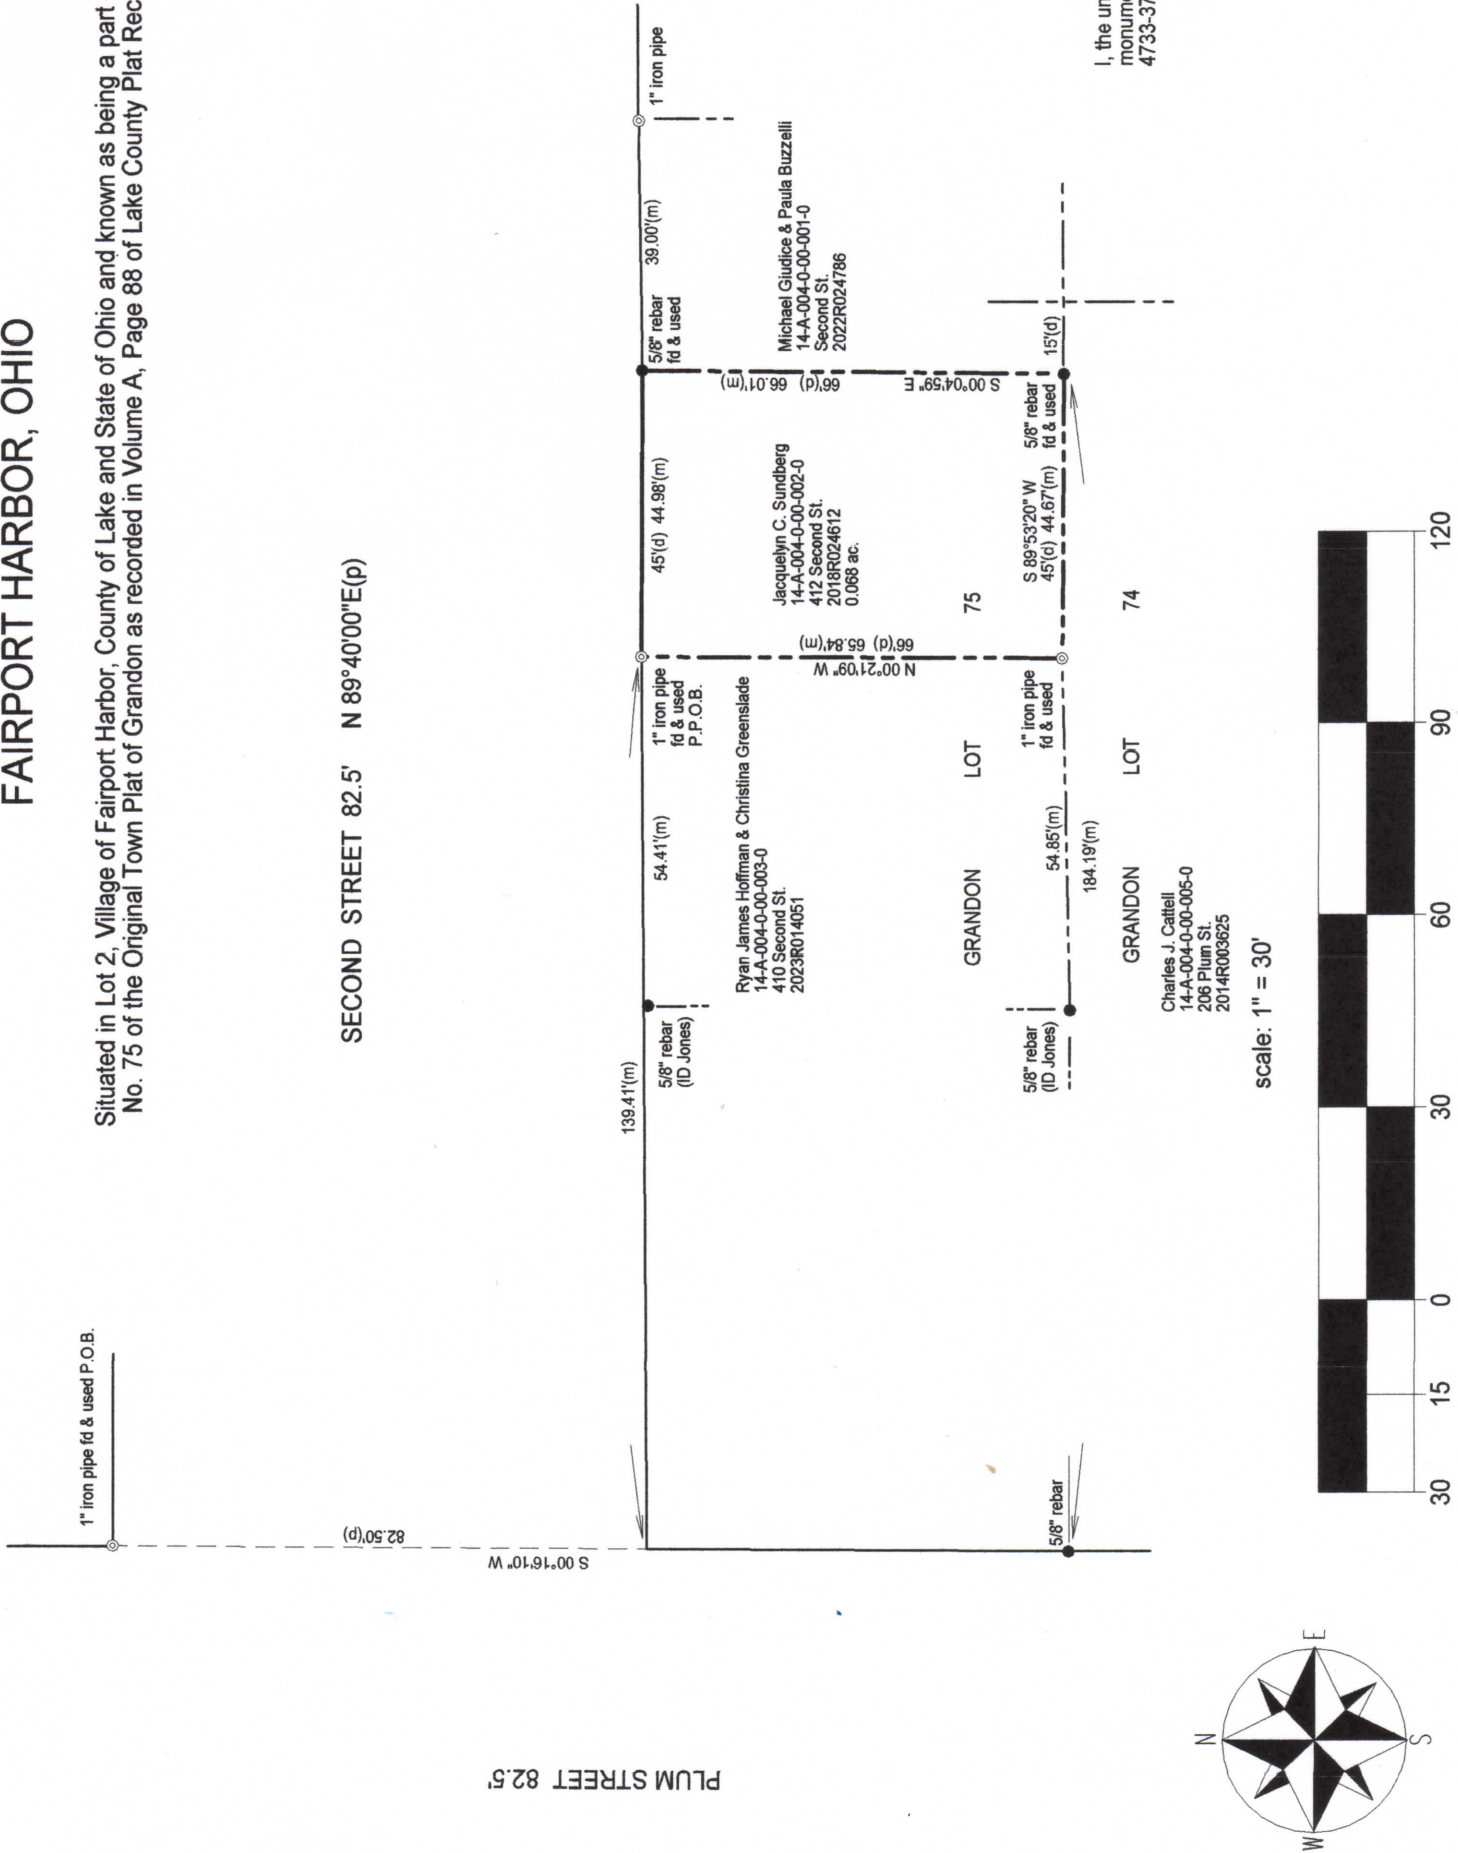 FAIRPORT HARBOR, OHIO
Situated in Lot 2, Village of Fairport Harbor, County of Lake and State of Ohio and known as being a part
No. 75 of the Original Town Plat of Grandon as recorded in Volume A, Page 88 of Lake County Plat Rec
1" iron pipe fd & used P.O.B.
82.50'(p)
S 00°16'10" W
SECOND STREET 82.5' N 89°40'00"E(p)
PLUM STREET 82.5'
139.41'(m)
54.41'(m)
45'(d) 44.98'(m)
39.00'(m)
5/8" rebar
(ID Jones)
1" iron pipe
fd & used
P.P.O.B.
5/8" rebar
fd & used
1" iron pipe
Ryan James Hoffman & Christina Greenslade
14-A-004-0-00-003-0
410 Second St.
2023R014051
Jacquelyn C. Sundberg
14-A-004-0-00-002-0
412 Second St.
2018R024612
0.068 ac.
Michael Giudice & Paula Buzzelli
14-A-004-0-00-001-0
Second St.
2022R024786
66'(d) 65.84'(m)
N 00°21'09" W
66'(d) 66.01'(m)
S 00°04'59" E
GRANDON LOT 75
5/8" rebar
5/8" rebar
(ID Jones)
1" iron pipe
fd & used
S 89°53'20" W
45'(d) 44.67'(m)
5/8" rebar
fd & used
15'(d)
54.85'(m)
184.19'(m)
GRANDON LOT 74
Charles J. Cattell
14-A-004-0-00-005-0
206 Plum St.
2014R003625
I, the un
monume
4733-37
scale: 1" = 30'
30 15 0 30 60 90 120
N
W E
S